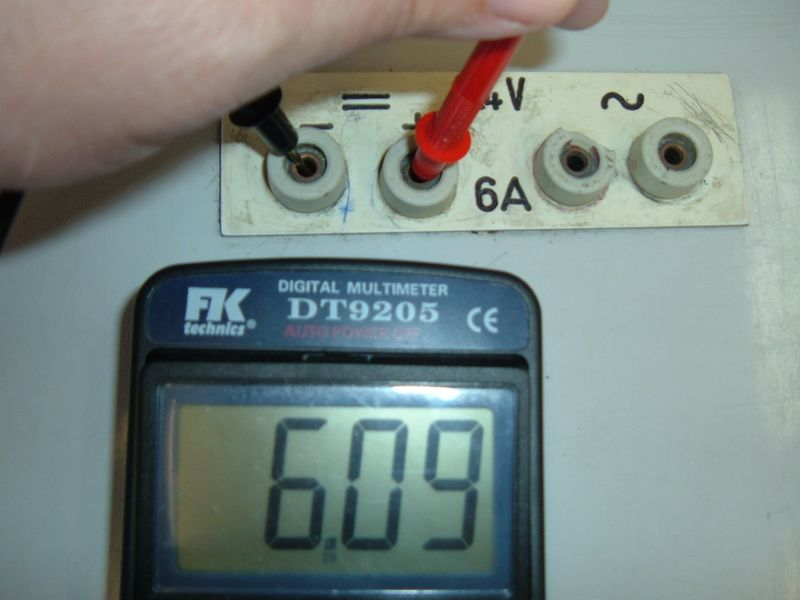 − = + 4V ~
6A
FK
technics®
DIGITAL MULTIMETER
DT9205
AUTO POWER OFF
CE
6.09